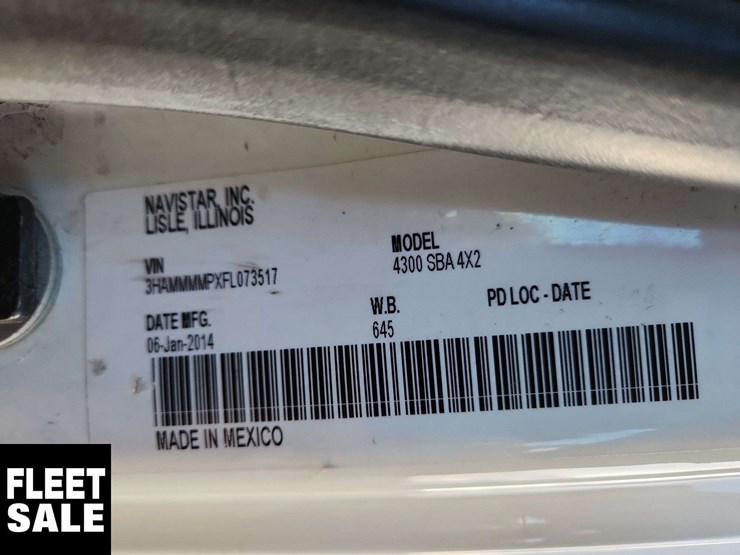 NAVISTAR, INC.
LISLE, ILLINOIS
VIN
3HAMMMMPXFL073517
MODEL
4300 SBA 4X2
DATE MFG.
06-Jan-2014
W.B.
645
PD LOC - DATE
MADE IN MEXICO
FLEET
SALE